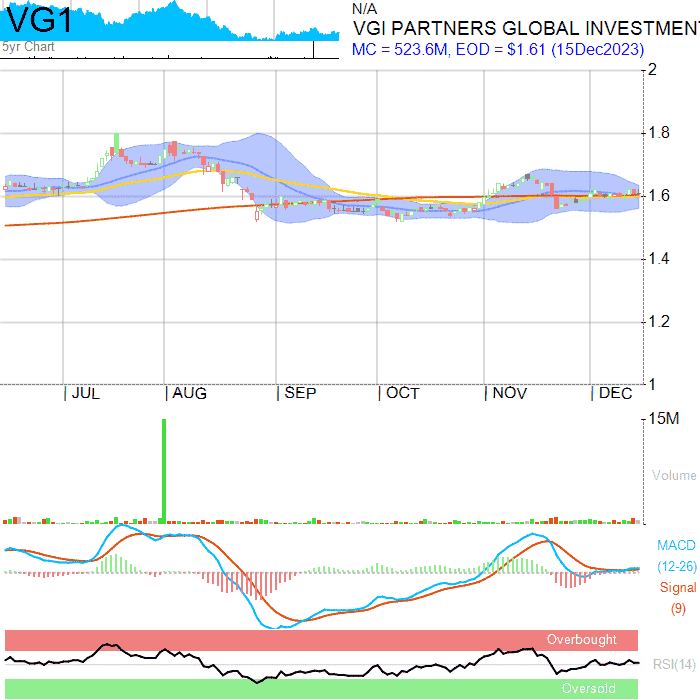 VG1
5yr Chart
N/A
VGI PARTNERS GLOBAL INVESTMENT
MC = 523.6M, EOD = $1.61 (15Dec2023)
2
1.8
1.6
1.4
1.2
1
JUL AUG SEP OCT NOV DEC
15M
Volume
MACD
(12-26)
Signal
(9)
Overbought
RSI(14)
Oversold